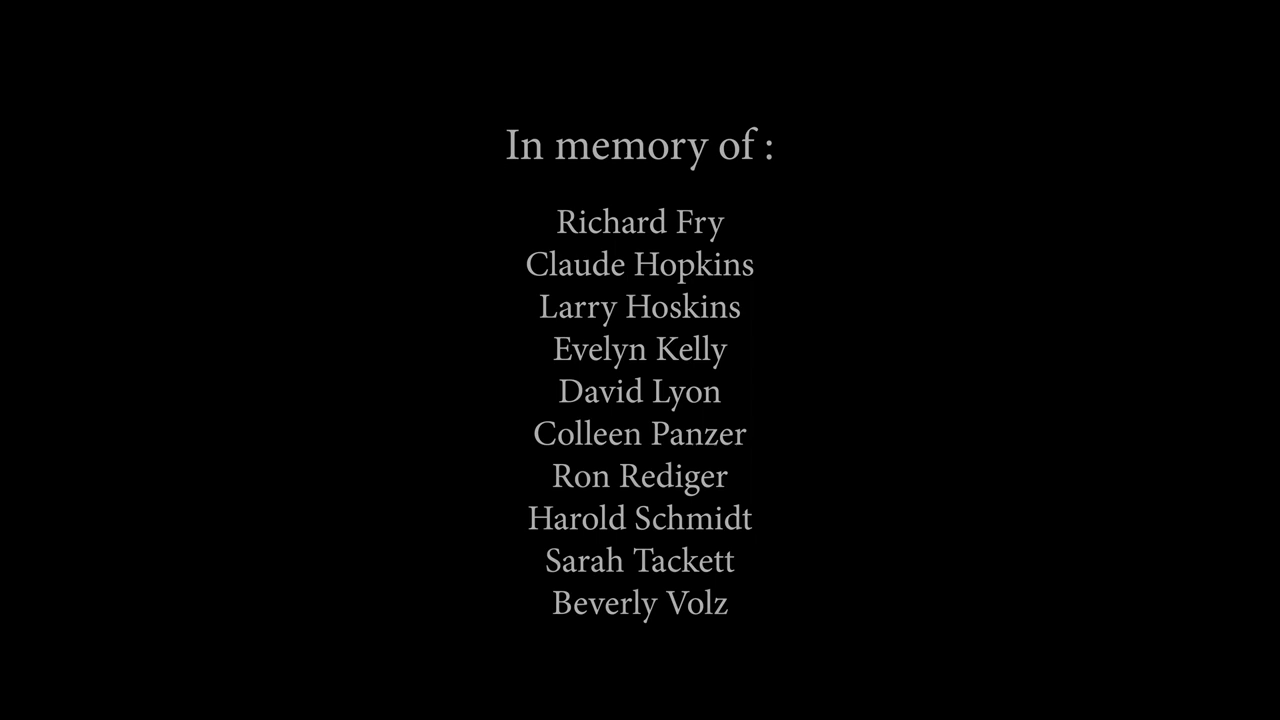 In memory of :
Richard Fry
Claude Hopkins
Larry Hoskins
Evelyn Kelly
David Lyon
Colleen Panzer
Ron Rediger
Harold Schmidt
Sarah Tackett
Beverly Volz